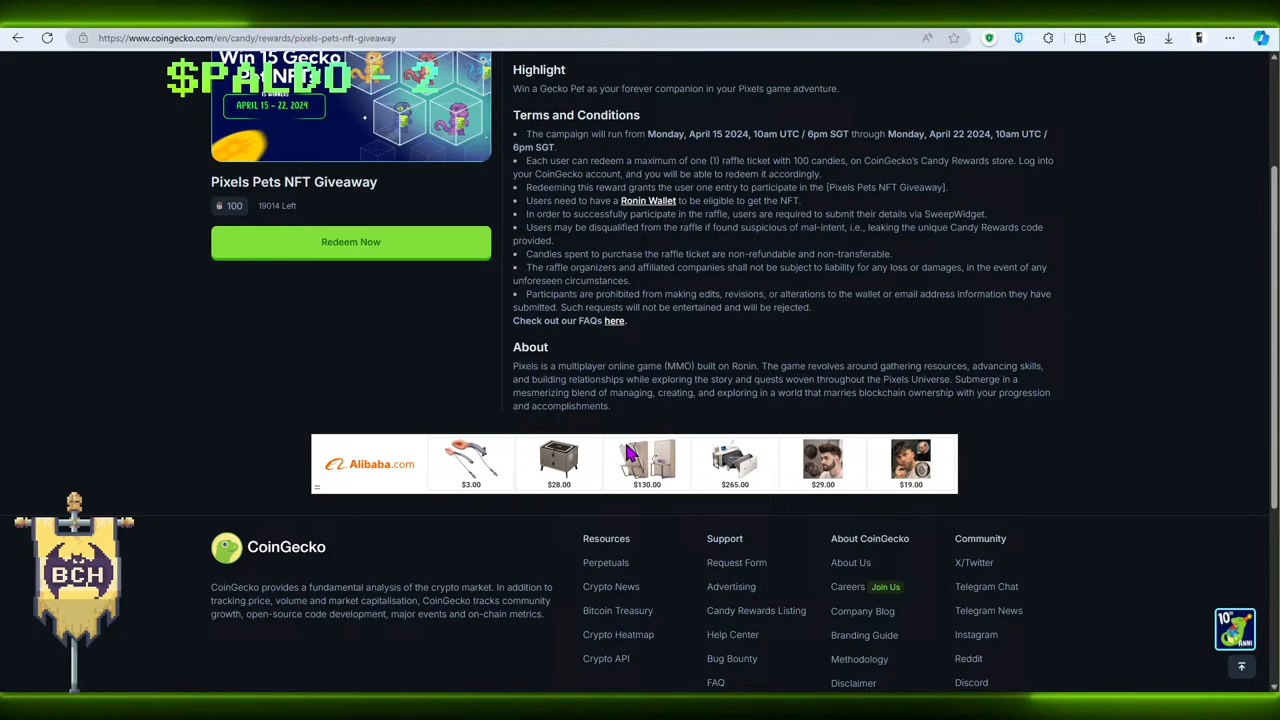 https://www.coingecko.com/en/candy/rewards/pixels-pets-nft-giveaway
Win 15 Gecko
Pet NFTs!
$PALDO - 2
15 WINNERS
APRIL 15 - 22, 2024
Pixels Pets NFT Giveaway
100
19014 Left
Redeem Now
Highlight
Win a Gecko Pet as your forever companion in your Pixels game adventure.
Terms and Conditions
• The campaign will run from Monday, April 15 2024, 10am UTC / 6pm SGT through Monday, April 22 2024, 10am UTC /
6pm SGT.
• Each user can redeem a maximum of one (1) raffle ticket with 100 candies, on CoinGecko's Candy Rewards store. Log into
your CoinGecko account, and you will be able to redeem it accordingly.
• Redeeming this reward grants the user one entry to participate in the [Pixels Pets NFT Giveaway].
• Users need to have a Ronin Wallet to be eligible to get the NFT.
• In order to successfully participate in the raffle, users are required to submit their details via SweepWidget.
• Users may be disqualified from the raffle if found suspicious of mal-intent, i.e., leaking the unique Candy Rewards code
provided.
• Candies spent to purchase the raffle ticket are non-refundable and non-transferable.
• The raffle organizers and affiliated companies shall not be subject to liability for any loss or damages, in the event of any
unforeseen circumstances.
• Participants are prohibited from making edits, revisions, or alterations to the wallet or email address information they have
submitted. Such requests will not be entertained and will be rejected.
Check out our FAQs here.
About
Pixels is a multiplayer online game (MMO) built on Ronin. The game revolves around gathering resources, advancing skills,
and building relationships while exploring the story and quests woven throughout the Pixels Universe. Submerge in a
mesmerizing blend of managing, creating, and exploring in a world that marries blockchain ownership with your progression
and accomplishments.
Alibaba.com
$3.00
$28.00
$130.00
$265.00
$29.00
$19.00
BCH
CoinGecko
CoinGecko provides a fundamental analysis of the crypto market. In addition to
tracking price, volume and market capitalisation, CoinGecko tracks community
growth, open-source code development, major events and on-chain metrics.
Resources
Perpetuals
Crypto News
Bitcoin Treasury
Crypto Heatmap
Crypto API
Support
Request Form
Advertising
Candy Rewards Listing
Help Center
Bug Bounty
FAQ
About CoinGecko
About Us
Careers Join Us
Company Blog
Branding Guide
Methodology
Disclaimer
Community
X/Twitter
Telegram Chat
Telegram News
Instagram
Reddit
Discord
10th
ANNI